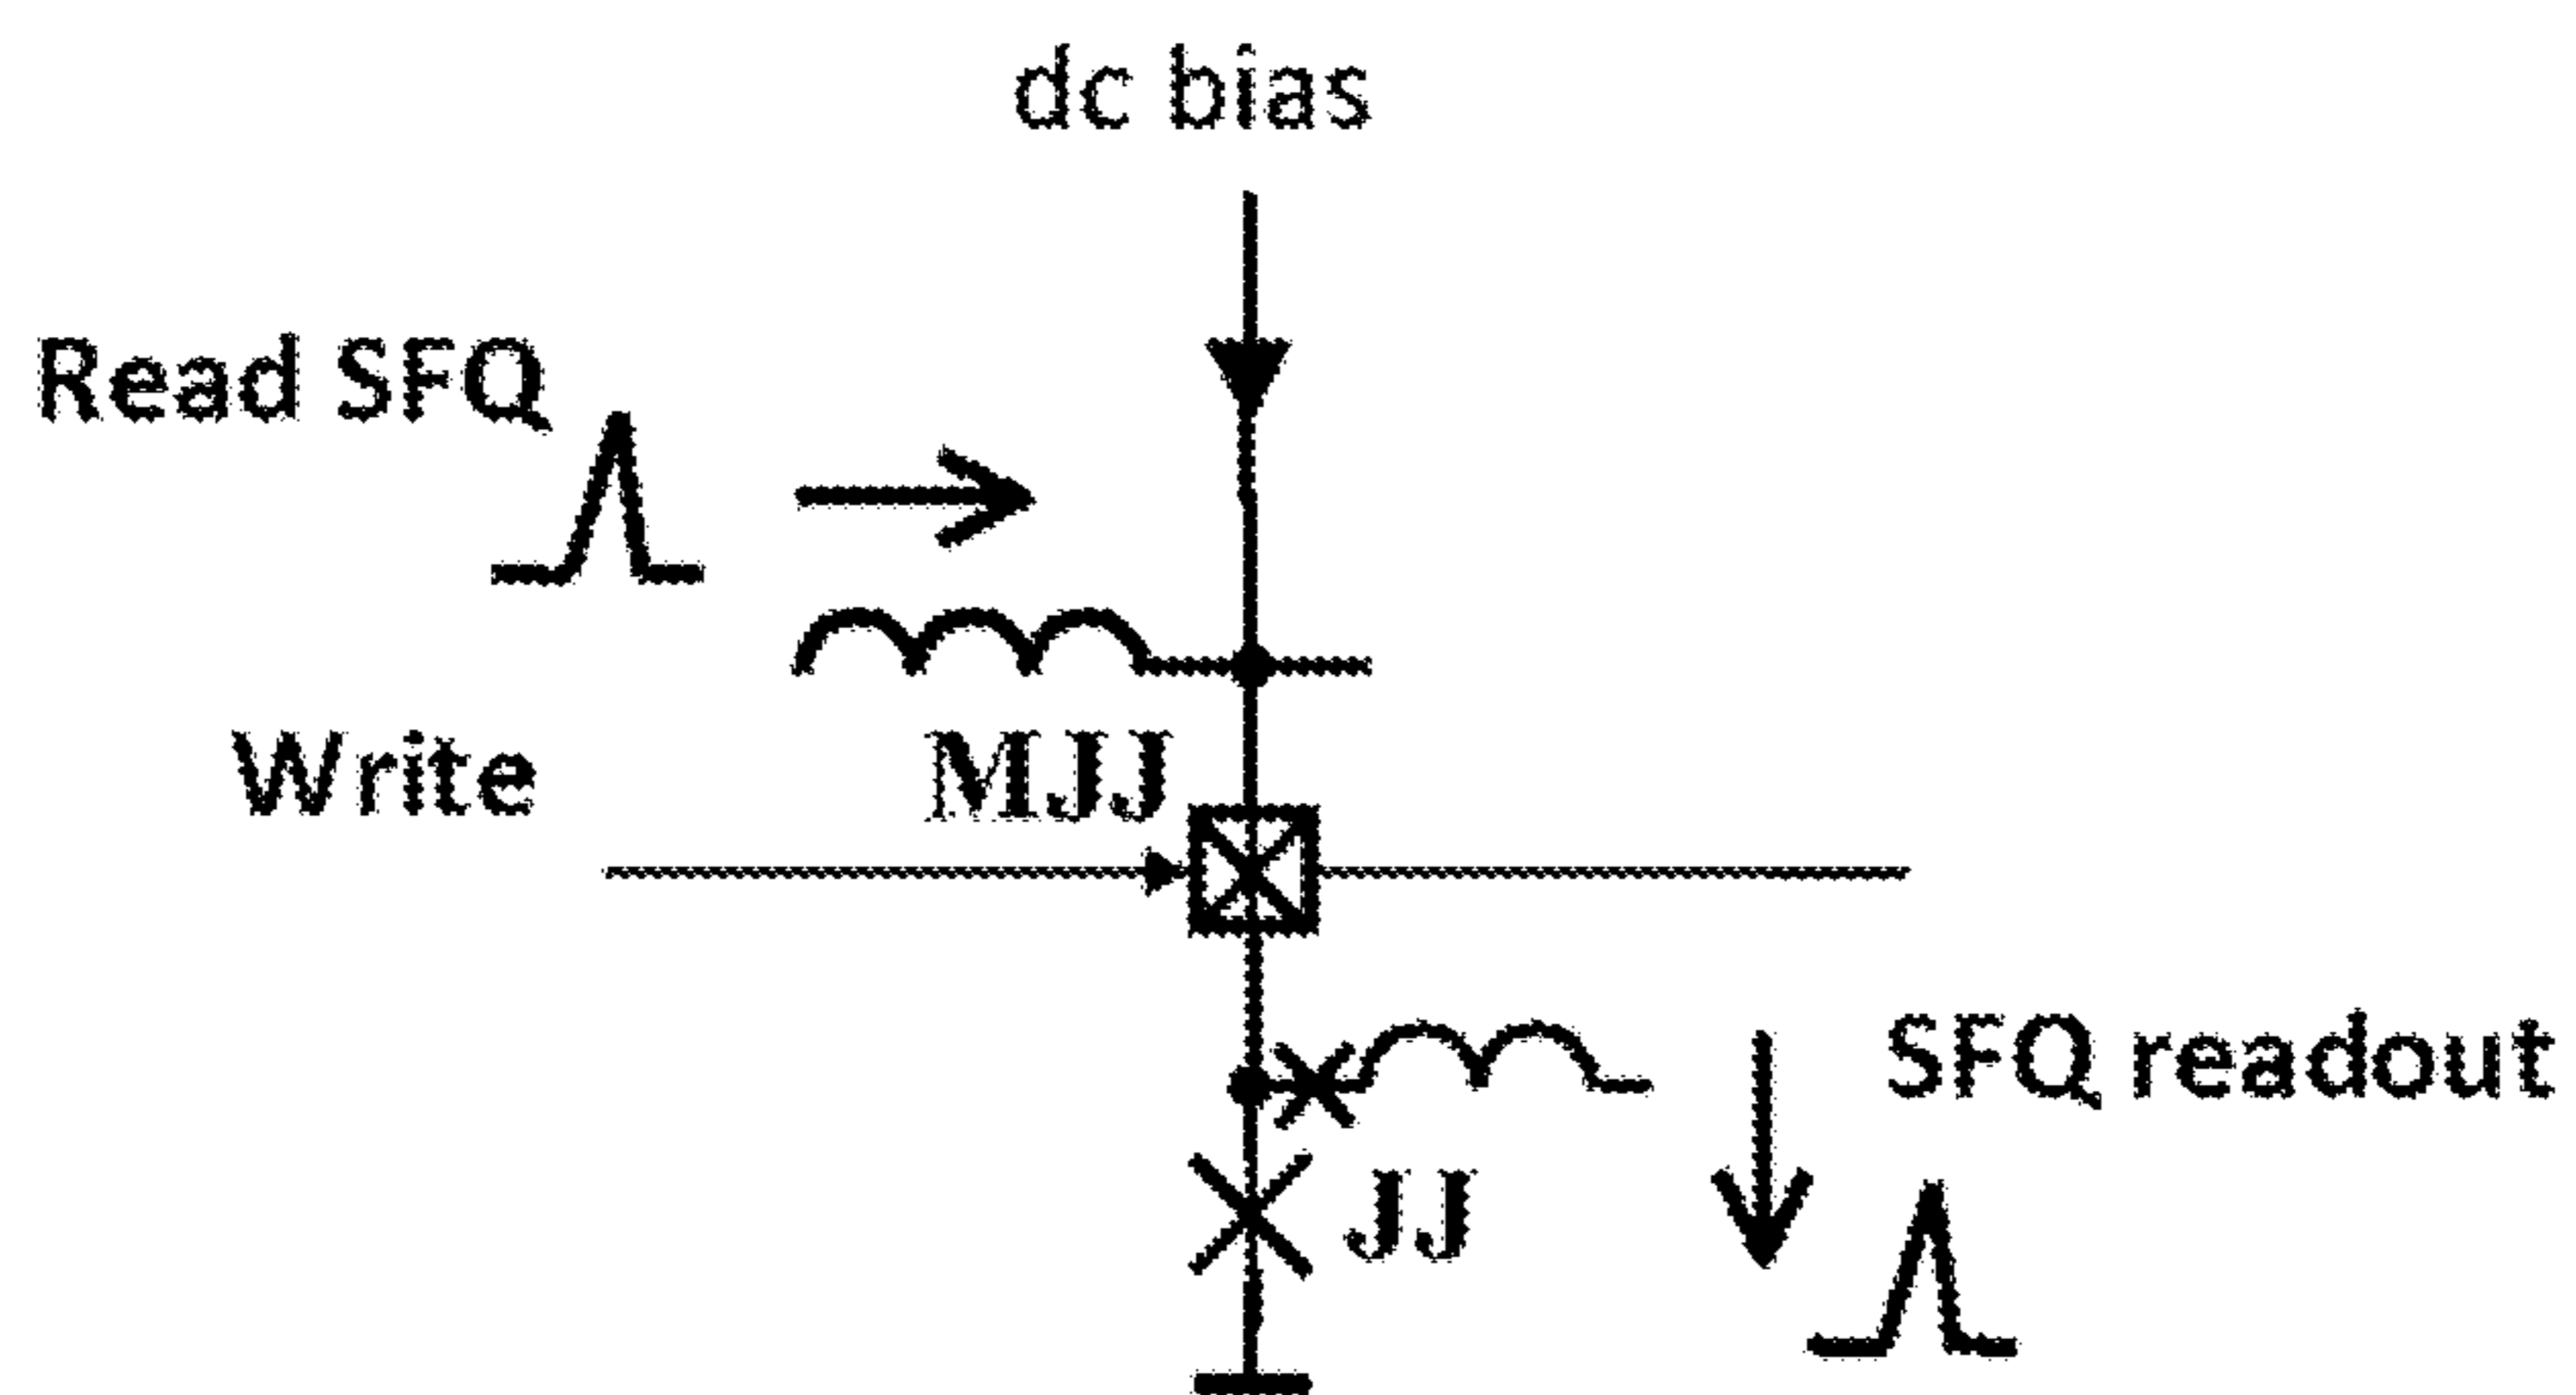 dc bias
Read SFQ
Write
MJJ
SFQ readout
JJ